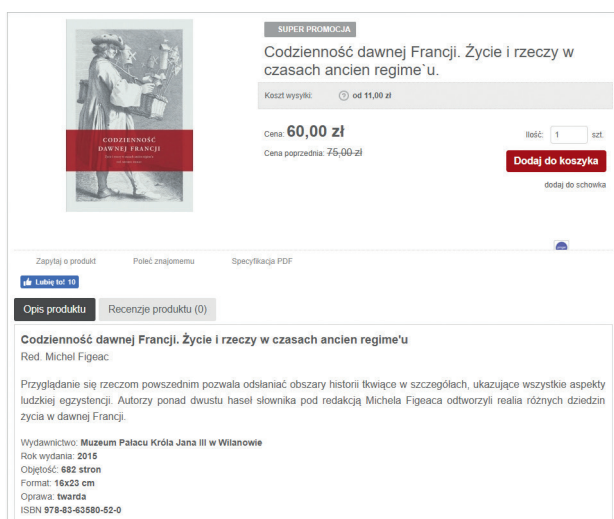 SUPER PROMOCJA
Codzienność dawnej Francji. Życie i rzeczy w
czasach ancien regime`u.
Koszt wysyłki: ? od 11,00 zł
CODZIENNOŚĆ
DAWNEJ FRANCJI
Cena: 60,00 zł
Cena poprzednia: 75,00 zł
Ilość: 1 szt.
Dodaj do koszyka
dodaj do schowka
Zapytaj o produkt Poleć znajomemu Specyfikacja PDF
Lubię to! 10
Opis produktu Recenzje produktu (0)
Codzienność dawnej Francji. Życie i rzeczy w czasach ancien regime'u
Red. Michel Figeac
Przyglądanie się rzeczom powszednim pozwala odsłaniać obszary historii tkwiące w szczegółach, ukazujące wszystkie aspekty
ludzkiej egzystencji. Autorzy ponad dwustu haseł słownika pod redakcją Michela Figeaca odtworzyli realia różnych dziedzin
życia w dawnej Francji.
Wydawnictwo: Muzeum Pałacu Króla Jana III w Wilanowie
Rok wydania: 2015
Objętość: 682 stron
Format: 16x23 cm
Oprawa: twarda
ISBN 978-83-63580-52-0